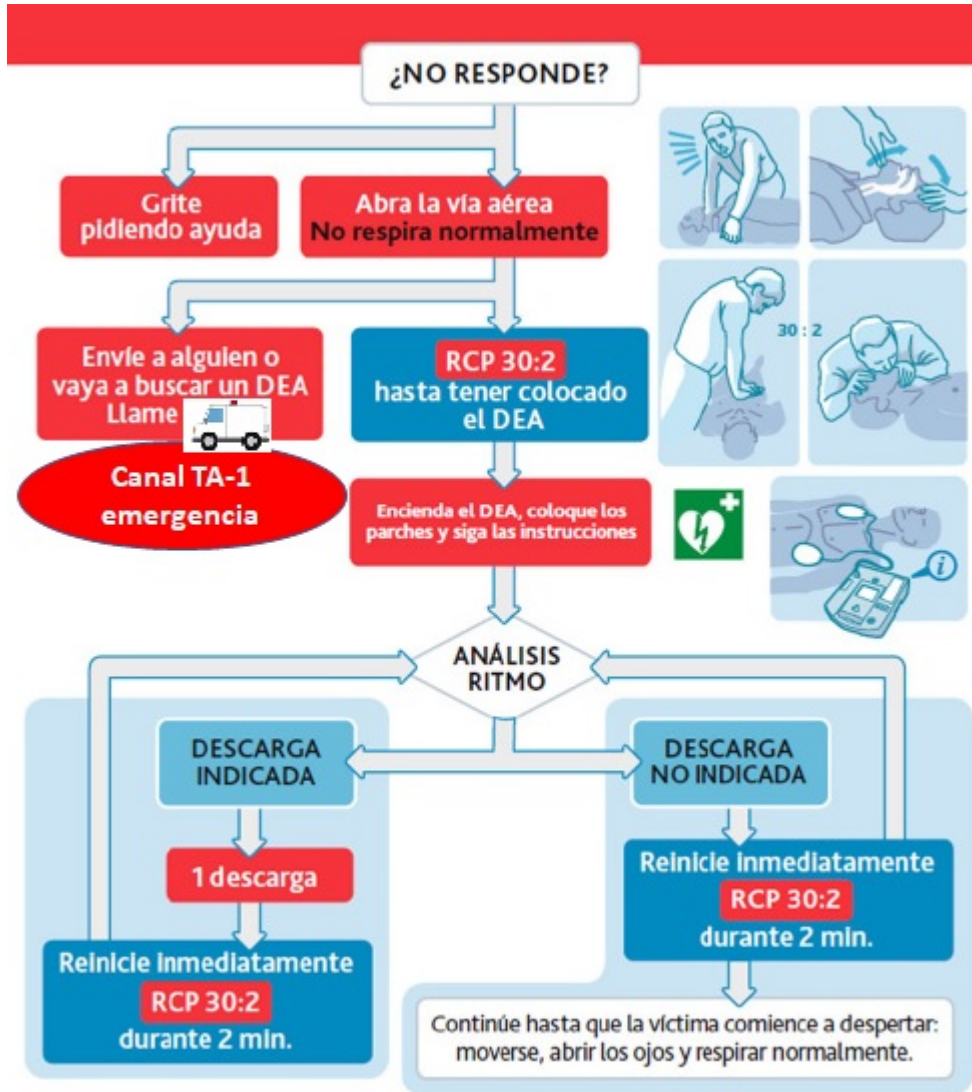 ¿NO RESPONDE?
Grite
pidiendo ayuda
Abra la vía aérea
No respira normalmente
Envíe a alguien o
vaya a buscar un DEA
Llame
Canal TA-1
emergencia
RCP 30:2
hasta tener colocado
el DEA
30 : 2
Encienda el DEA, coloque los
parches y siga las instrucciones
i
ANÁLISIS
RITMO
DESCARGA
INDICADA
1 descarga
Reinicie inmediatamente
RCP 30:2
durante 2 min.
DESCARGA
NO INDICADA
Reinicie inmediatamente
RCP 30:2
durante 2 min.
Continúe hasta que la víctima comience a despertar:
moverse, abrir los ojos y respirar normalmente.